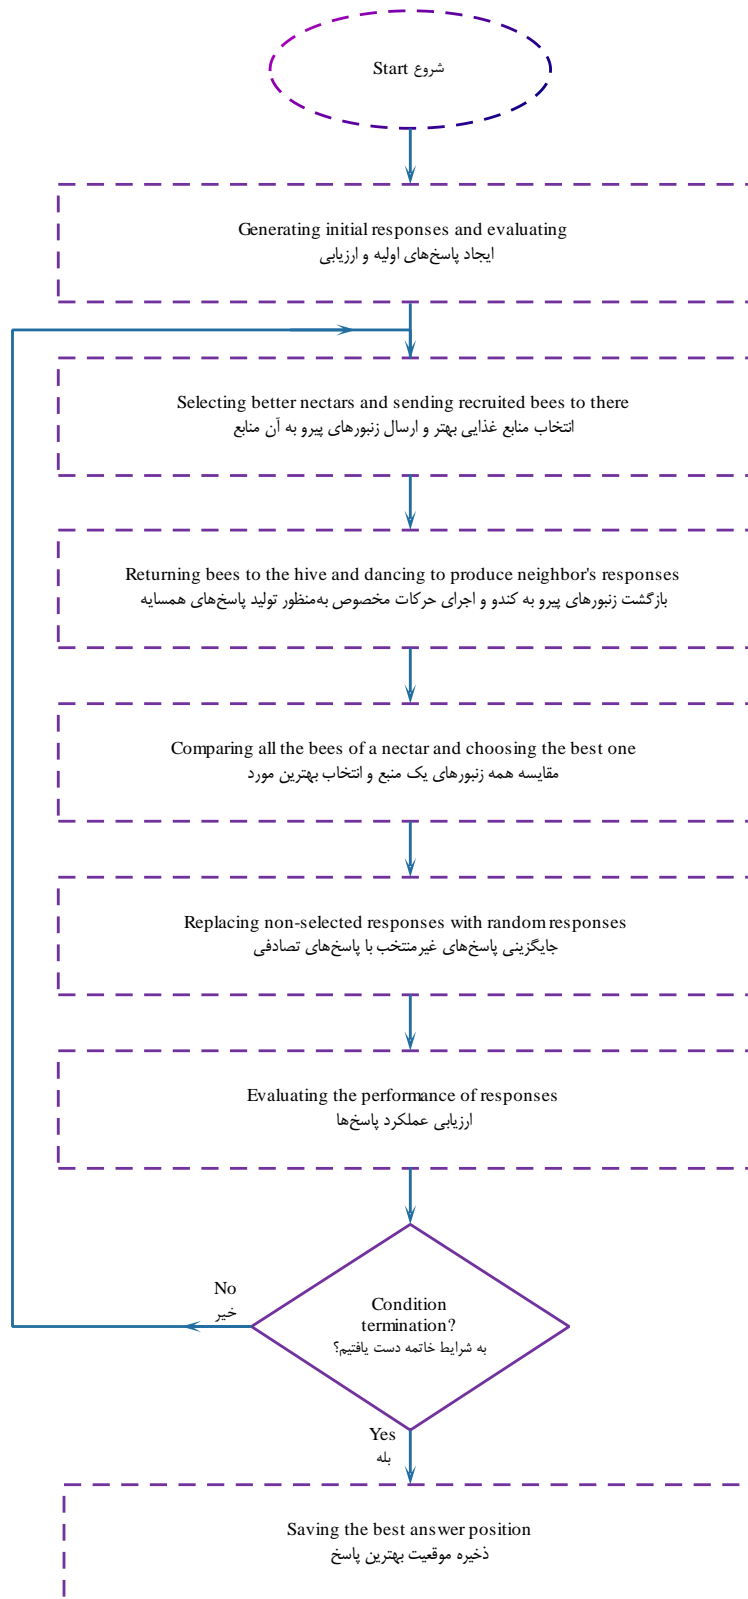 Start شروع
Generating initial responses and evaluating
ایجاد پاسخ‌های اولیه و ارزیابی
Selecting better nectars and sending recruited bees to there
انتخاب منابع غذایی بهتر و ارسال زنبورهای پیرو به آن منابع
Returning bees to the hive and dancing to produce neighbor's responses
بازگشت زنبورهای پیرو به کندو و اجرای حرکات مخصوص به‌منظور تولید پاسخ‌های همسایه
Comparing all the bees of a nectar and choosing the best one
مقایسه همه زنبورهای یک منبع و انتخاب بهترین مورد
Replacing non-selected responses with random responses
جایگزینی پاسخ‌های غیرمنتخب با پاسخ‌های تصادفی
Evaluating the performance of responses
ارزیابی عملکرد پاسخ‌ها
No
خیر
Condition
termination?
به شرایط خاتمه دست یافتیم؟
Yes
بله
Saving the best answer position
ذخیره موقعیت بهترین پاسخ